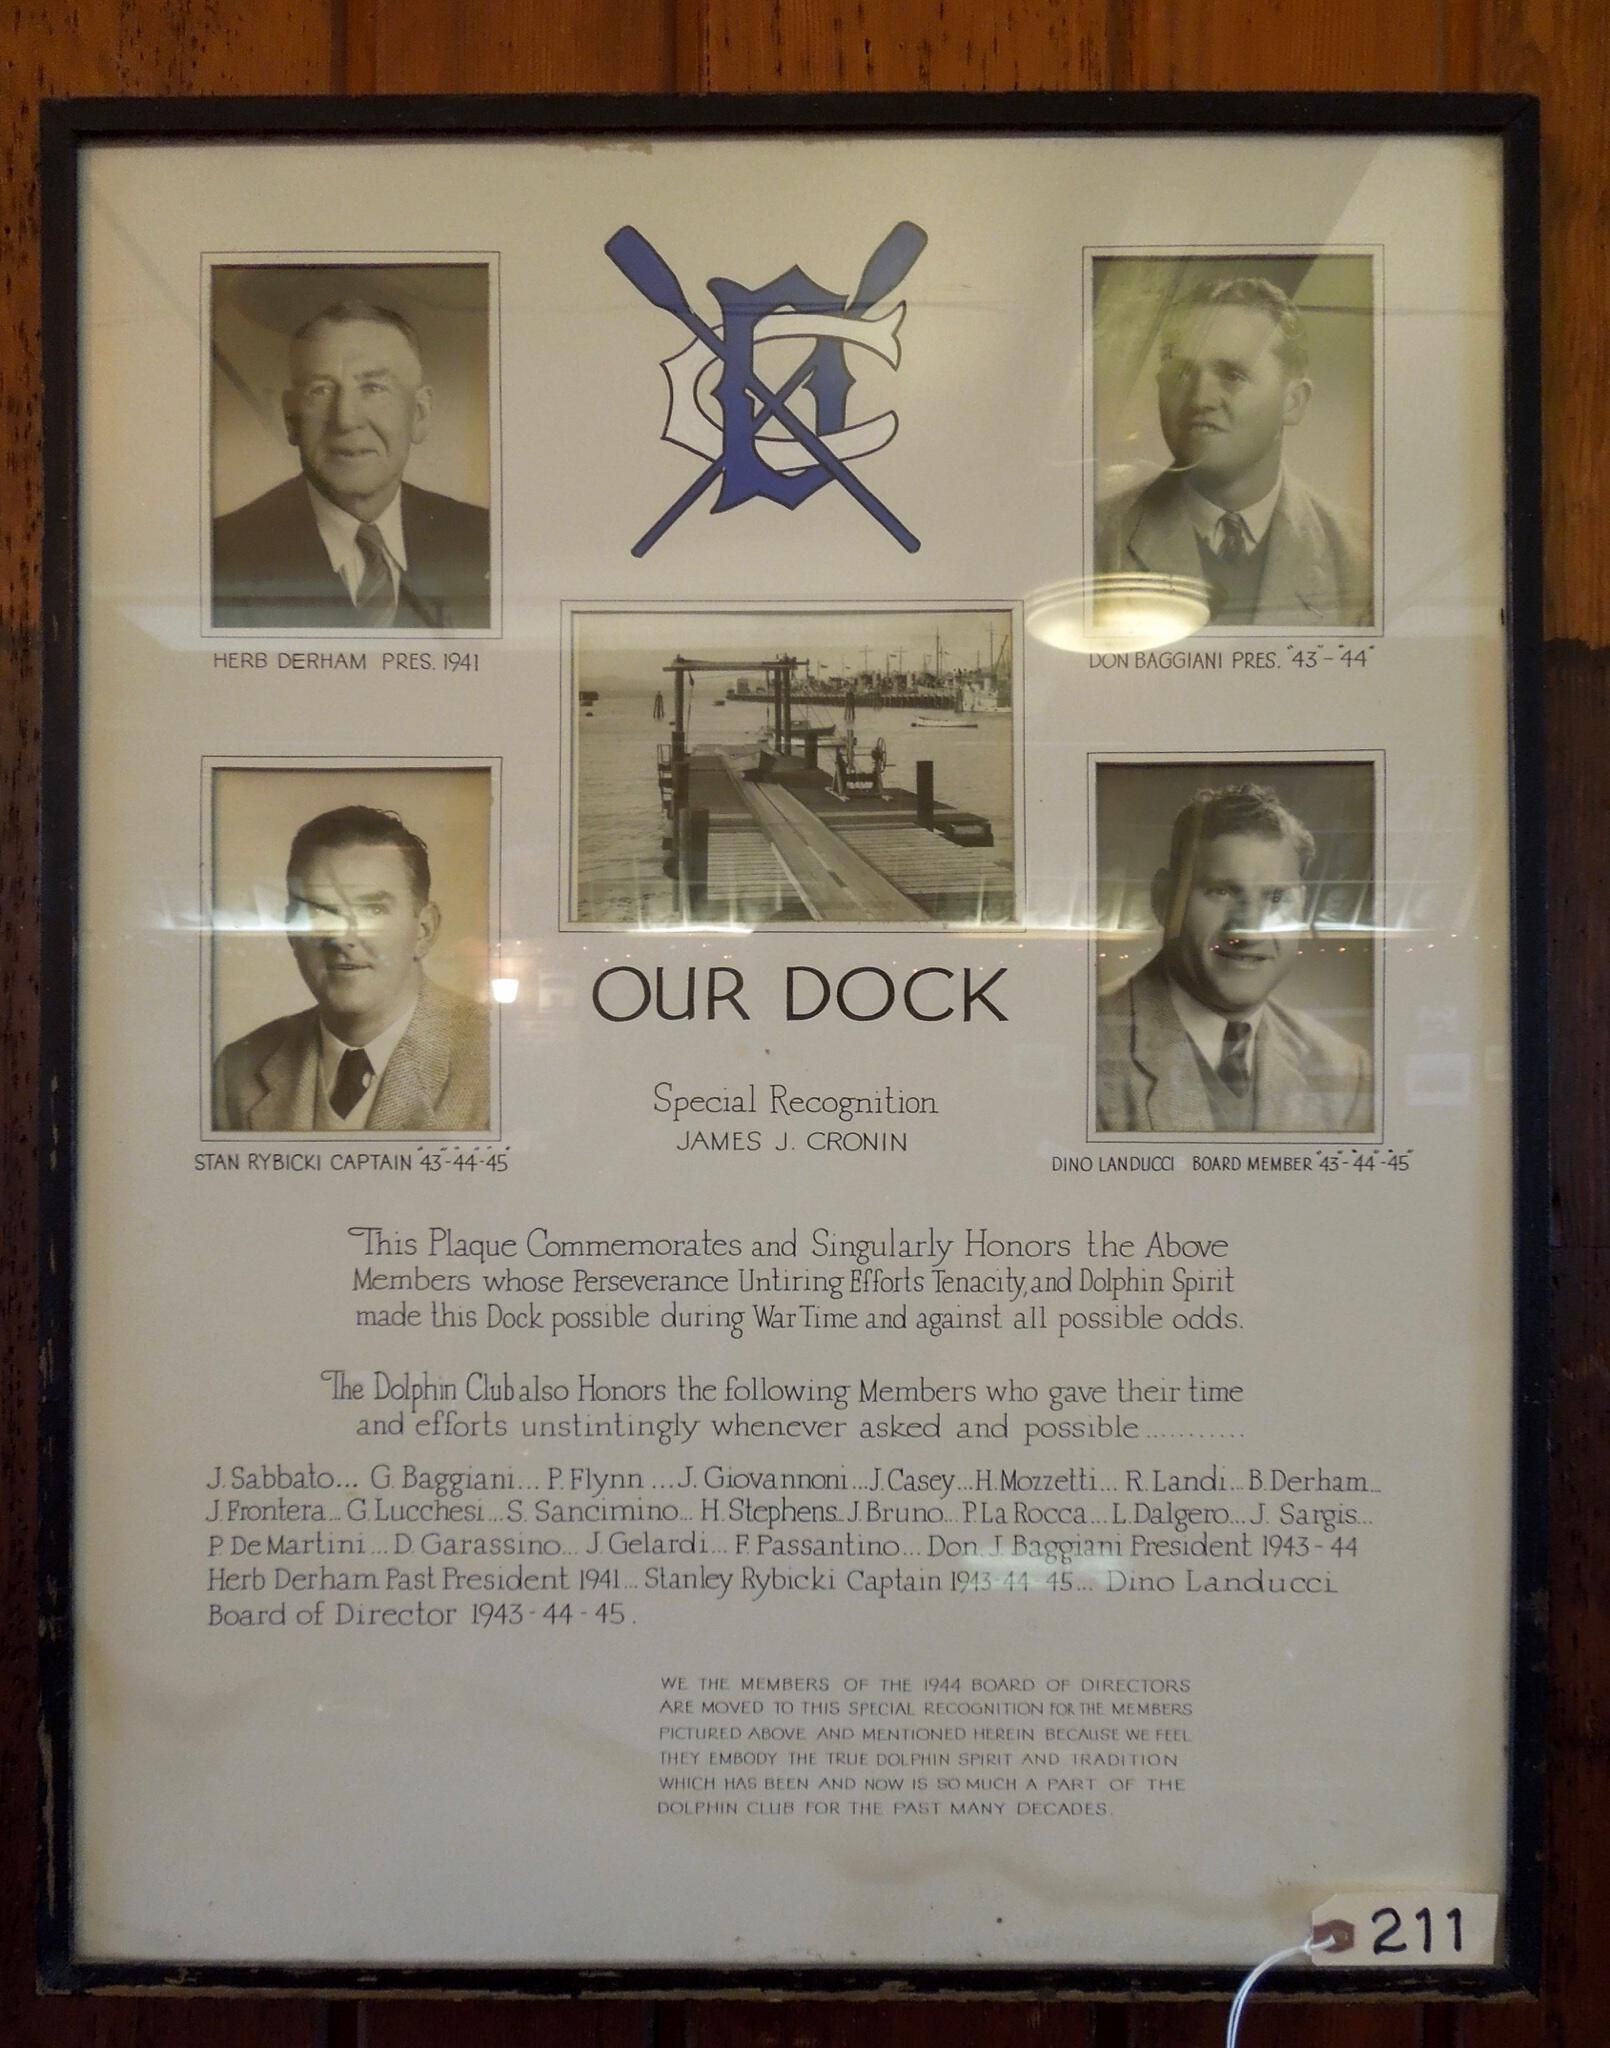 HERB DERHAM PRES. 1941
DON BAGGIANI PRES. "43"-"44"
OUR DOCK
Special Recognition
JAMES J. CRONIN
STAN RYBICKI CAPTAIN "43"-"44"-"45"
DINO LANDUCCI BOARD MEMBER "43"-"44"-"45"
This Plaque Commemorates and Singularly Honors the Above
Members whose Perseverance Untiring Efforts Tenacity, and Dolphin Spirit
made this Dock possible during War Time and against all possible odds.
The Dolphin Club also Honors the following Members who gave their time
and efforts unstintingly whenever asked and possible...........
J. Sabbato... G. Baggiani... P. Flynn ... J. Giovannoni... J. Casey... H. Mozzetti... R. Landi... B. Derham...
J. Frontera... G. Lucchesi... S. Sancimino... H. Stephens... J. Bruno... P. La Rocca... L. Dalgero... J. Sargis...
P. De Martini... D. Garassino... J. Gelardi... F. Passantino... Don. J. Baggiani President 1943-44
Herb Derham Past President 1941... Stanley Rybicki Captain 1943-44-45... Dino Landucci
Board of Director 1943-44-45.
WE THE MEMBERS OF THE 1944 BOARD OF DIRECTORS
ARE MOVED TO THIS SPECIAL RECOGNITION FOR THE MEMBERS
PICTURED ABOVE AND MENTIONED HEREIN BECAUSE WE FEEL
THEY EMBODY THE TRUE DOLPHIN SPIRIT AND TRADITION
WHICH HAS BEEN AND NOW IS SO MUCH A PART OF THE
DOLPHIN CLUB FOR THE PAST MANY DECADES.
211